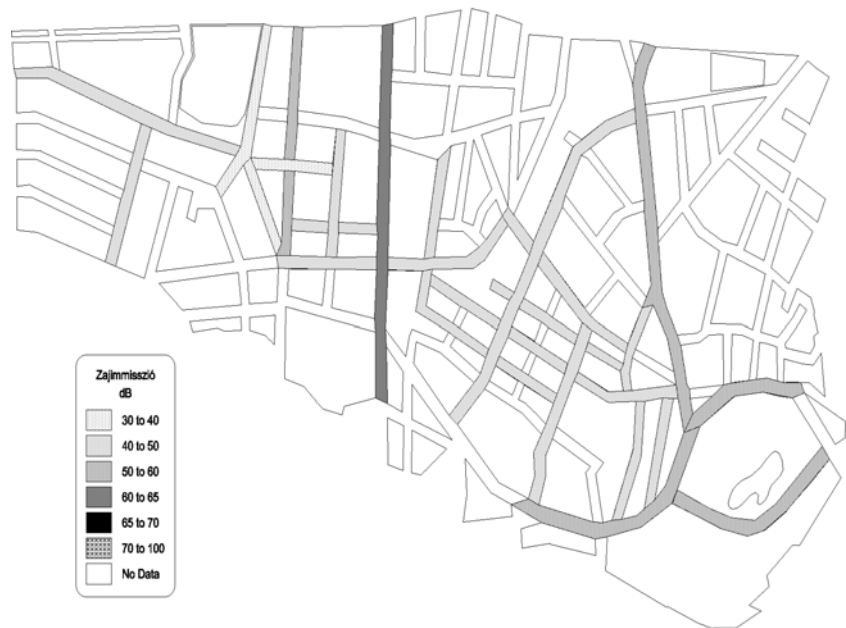 Zajimmisszió
dB
30 to 40
40 to 50
50 to 60
60 to 65
65 to 70
70 to 100
No Data